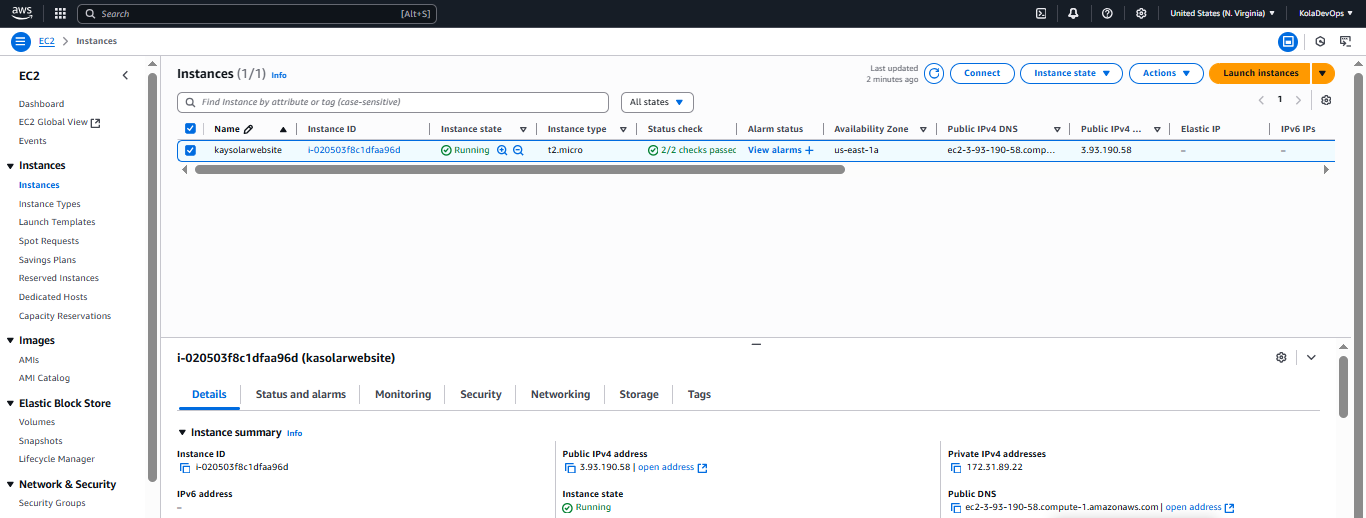 aws Search [Alt+S] United States (N. Virginia) KolaDevOps
EC2 Instances
EC2
Dashboard
EC2 Global View
Events
Instances
Instances
Instance Types
Launch Templates
Spot Requests
Savings Plans
Reserved Instances
Dedicated Hosts
Capacity Reservations
Images
AMIs
AMI Catalog
Elastic Block Store
Volumes
Snapshots
Lifecycle Manager
Network & Security
Security Groups
Instances (1/1) Info
Last updated
2 minutes ago
Connect Instance state Actions Launch instances
Find Instance by attribute or tag (case-sensitive) All states 1
Name Instance ID Instance state Instance type Status check Alarm status Availability Zone Public IPv4 DNS Public IPv4 ... Elastic IP IPv6 IPs
kaysolarwebsite i-020503f8c1dfaa96d Running t2.micro 2/2 checks passec View alarms + us-east-1a ec2-3-93-190-58.comp... 3.93.190.58 – –
i-020503f8c1dfaa96d (kasolarwebsite)
Details Status and alarms Monitoring Security Networking Storage Tags
Instance summary Info
Instance ID
i-020503f8c1dfaa96d
IPv6 address
–
Public IPv4 address
3.93.190.58 | open address
Instance state
Running
Private IPv4 addresses
172.31.89.22
Public DNS
ec2-3-93-190-58.compute-1.amazonaws.com | open address